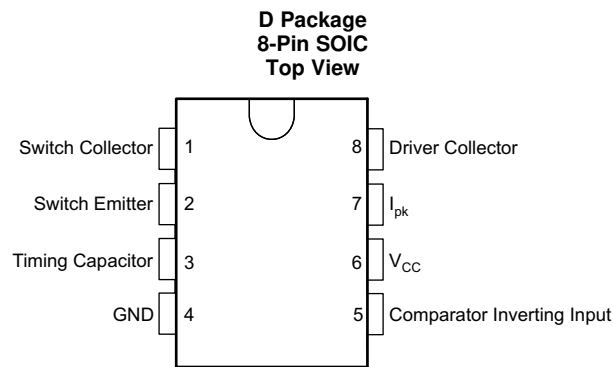 D Package
8-Pin SOIC
Top View
Switch Collector 1 8 Driver Collector
Switch Emitter 2 7 Ipk
Timing Capacitor 3 6 VCC
GND 4 5 Comparator Inverting Input